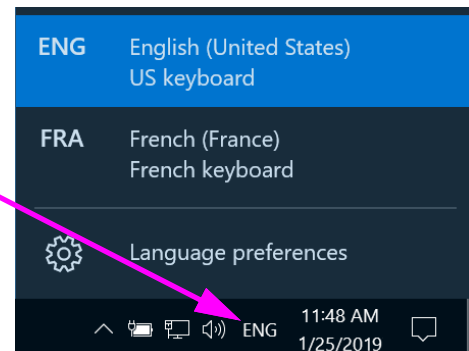 ENG English (United States)
US keyboard
FRA French (France)
French keyboard
Language preferences
ENG 11:48 AM
1/25/2019